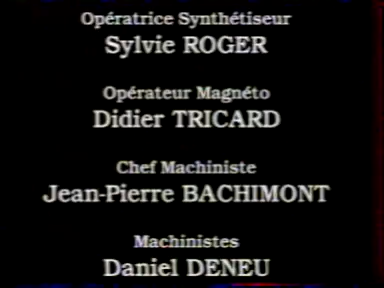 Opératrice Synthétiseur
Sylvie ROGER
Opérateur Magnéto
Didier TRICARD
Chef Machiniste
Jean-Pierre BACHIMONT
Machinistes
Daniel DENEU